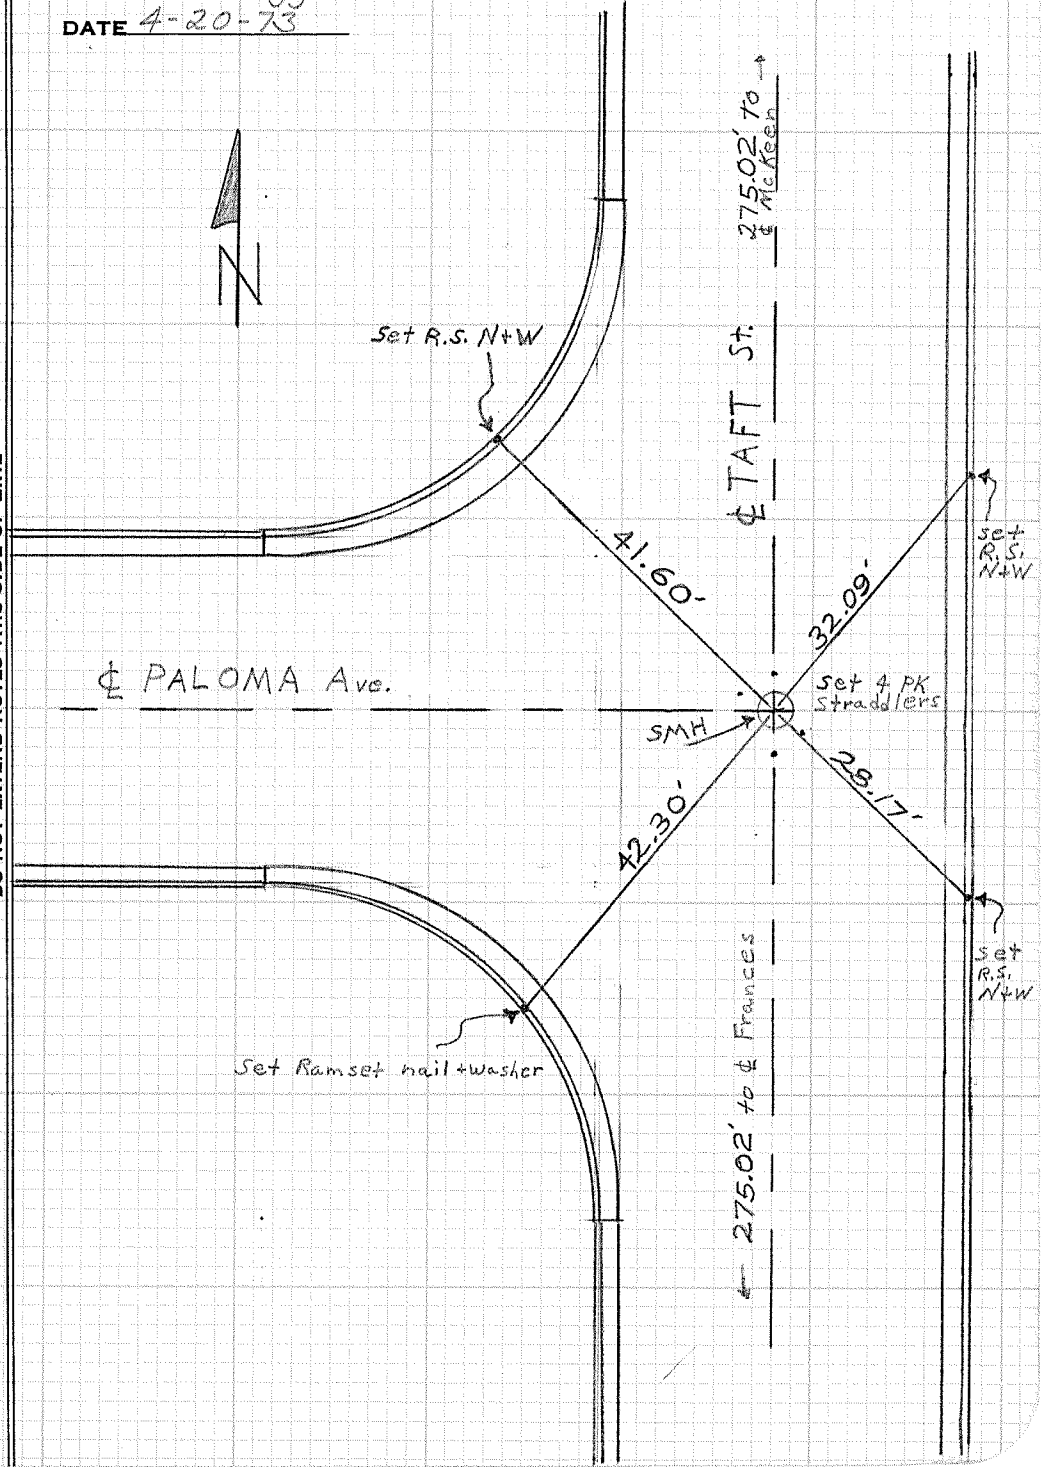 DATE 4-20-73
275.02' to →
℄ McKeen
Set R.S. N+W
℄ TAFT St.
set
R.S.
N+W
41.60'
32.09'
℄ PALOMA Ave.
set 4 PK
straddlers
SMH
28.17'
42.30'
set
R.S.
N+W
Set Ramset nail + washer
← 275.02' to ℄ Frances
N